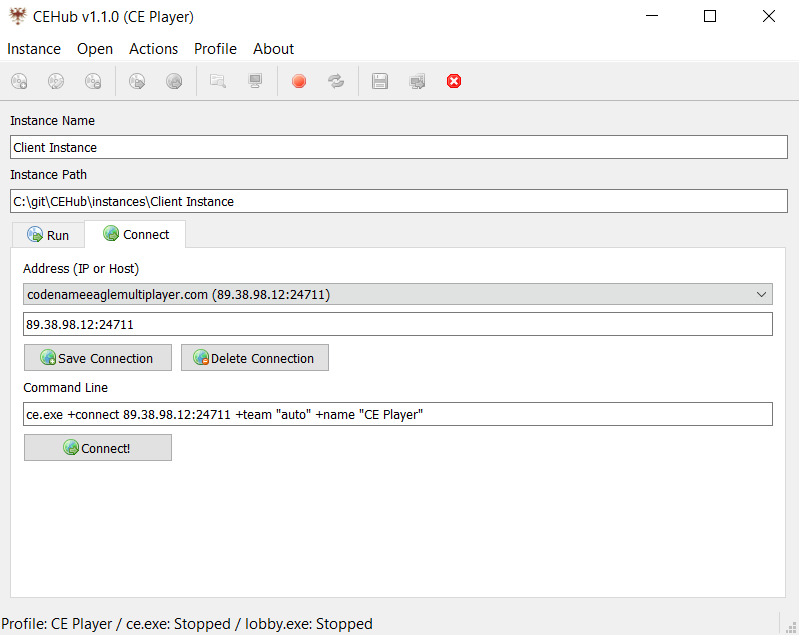 CEHub v1.1.0 (CE Player)
Instance Open Actions Profile About
Instance Name
Client Instance
Instance Path
C:\git\CEHub\instances\Client Instance
Run Connect
Address (IP or Host)
codenameeaglemultiplayer.com (89.38.98.12:24711)
89.38.98.12:24711
Save Connection Delete Connection
Command Line
ce.exe +connect 89.38.98.12:24711 +team "auto" +name "CE Player"
Connect!
Profile: CE Player / ce.exe: Stopped / lobby.exe: Stopped